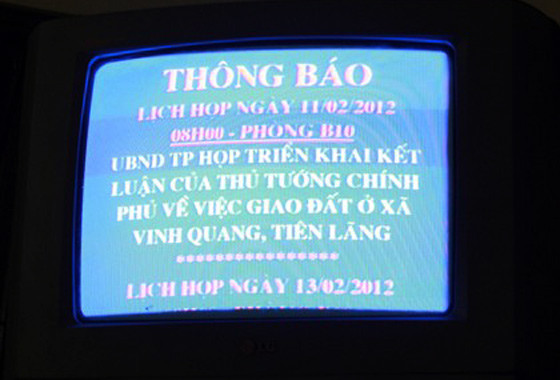 THÔNG BÁO
LỊCH HỌP NGÀY 11/02/2012
08H00 - PHÒNG B10
UBND TP HỌP TRIỂN KHAI KẾT
LUẬN CỦA THỦ TƯỚNG CHÍNH
PHỦ VỀ VIỆC GIAO ĐẤT Ở XÃ
VINH QUANG, TIÊN LÃNG
****************
LỊCH HỌP NGÀY 13/02/2012
LG